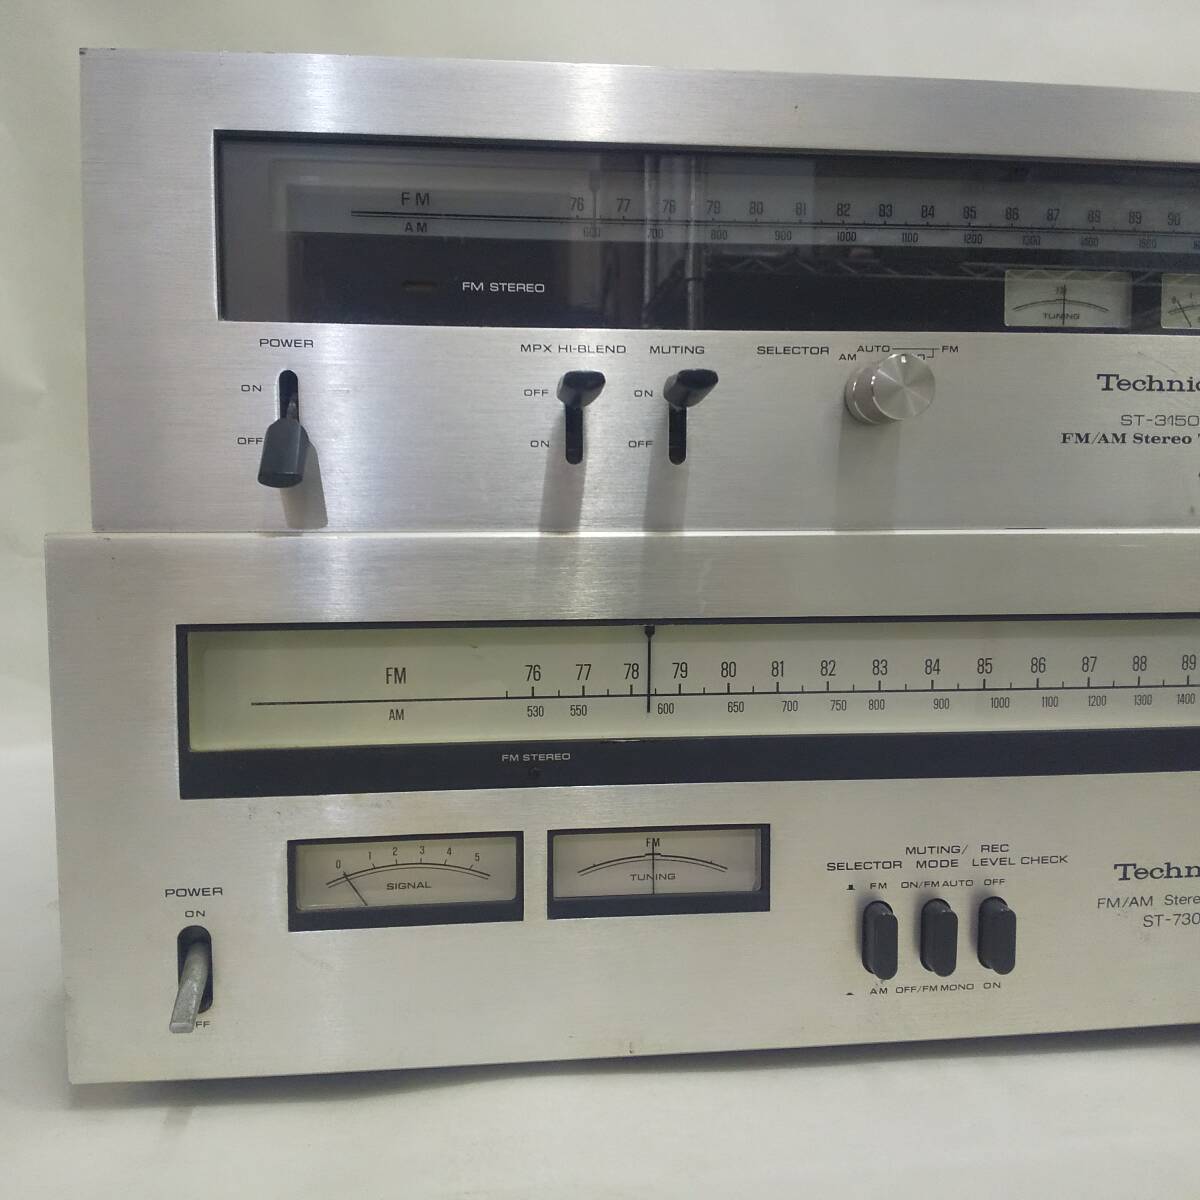 FM 76 77 78 79 80 81 82 83 84 85 86 87 88 89 90
AM 600 700 800 900 1000 1100 1200 1300 1400
FM STEREO
TUNING
POWER
ON
OFF
MPX HI-BLEND
OFF
ON
MUTING
ON
OFF
SELECTOR
AM AUTO FM
Technic
ST-3150
FM/AM Stereo
FM 76 77 78 79 80 81 82 83 84 85 86 87 88 89
AM 530 550 600 650 700 750 800 900 1000 1100 1200 1300 1400
FM STEREO
0 1 2 3 4 5
SIGNAL
FM
TUNING
POWER
ON
FF
MUTING/ REC
SELECTOR MODE LEVEL CHECK
FM ON/FM AUTO OFF
AM OFF/FM MONO ON
Techn
FM/AM Stere
ST-730